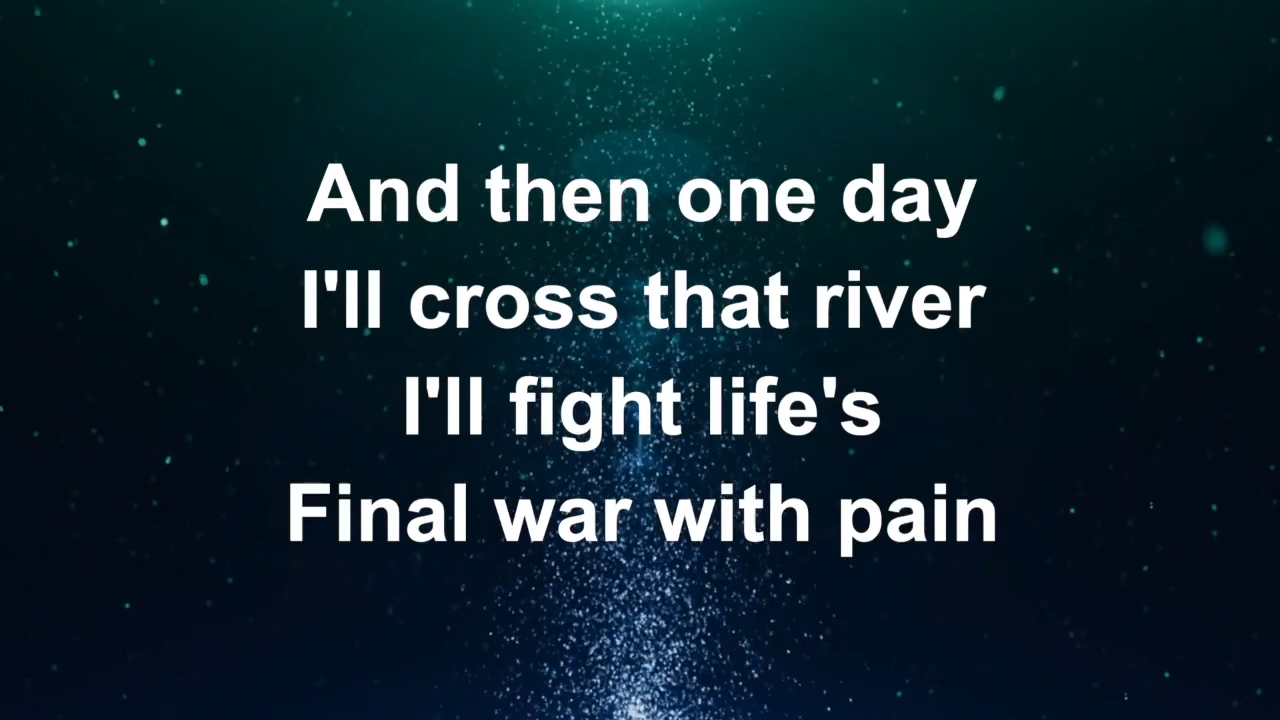 And then one day
I'll cross that river
I'll fight life's
Final war with pain